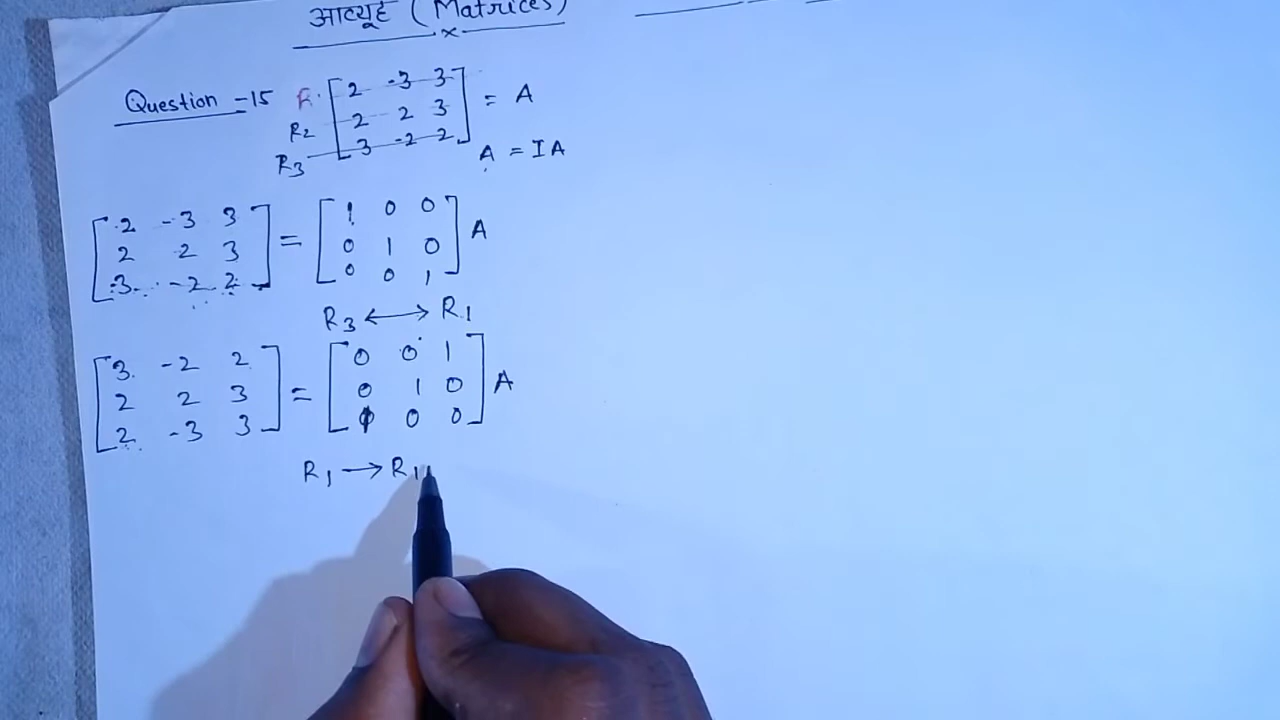 आव्यूह (Matrices)
×
Question -15 R1 [2 -3 3] = A
R2 [2 2 3]
R3 [3 -2 2]
A = IA
[2 -3 3] = [1 0 0] A
[2 2 3] [0 1 0]
[3 -2 2] [0 0 1]
R3 ↔ R1
[3 -2 2] = [0 0 1] A
[2 2 3] [0 1 0]
[2 -3 3] [1 0 0]
R1 → R1